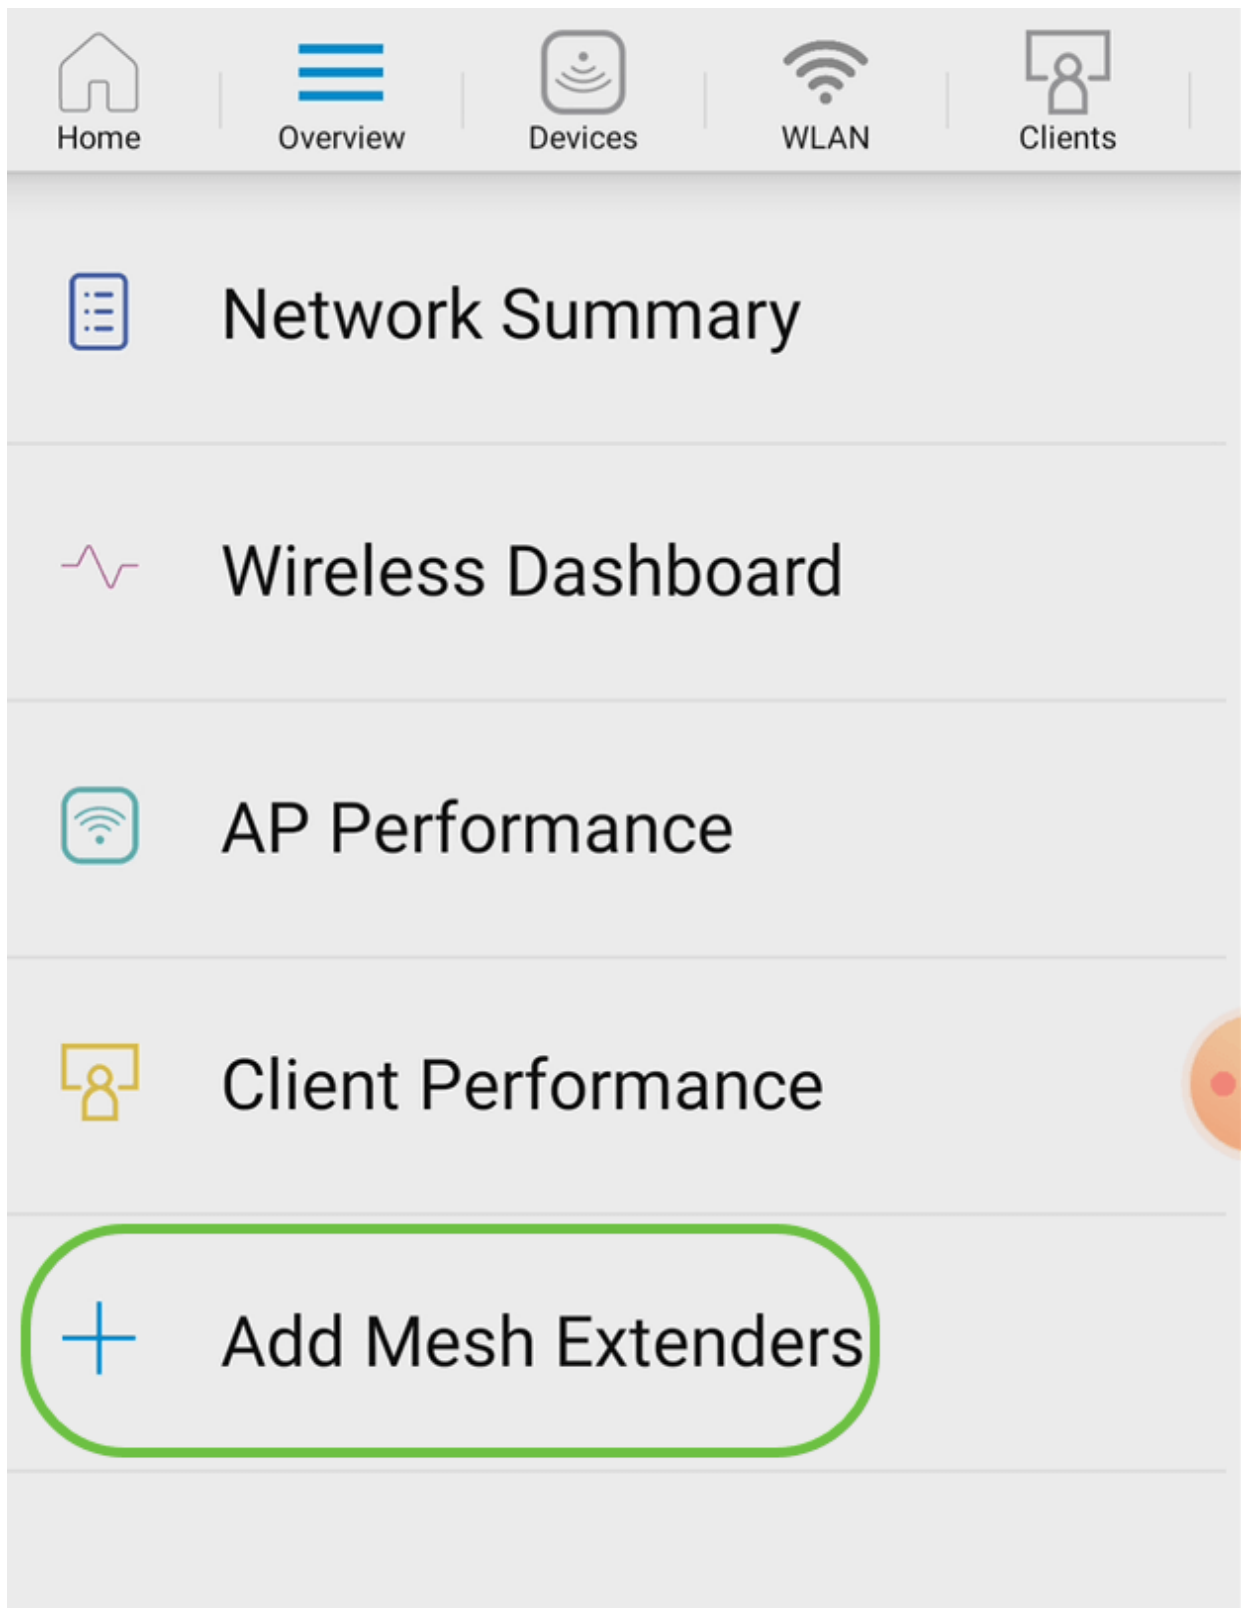 Home
Overview
Devices
WLAN
Clients
Network Summary
Wireless Dashboard
AP Performance
Client Performance
Add Mesh Extenders